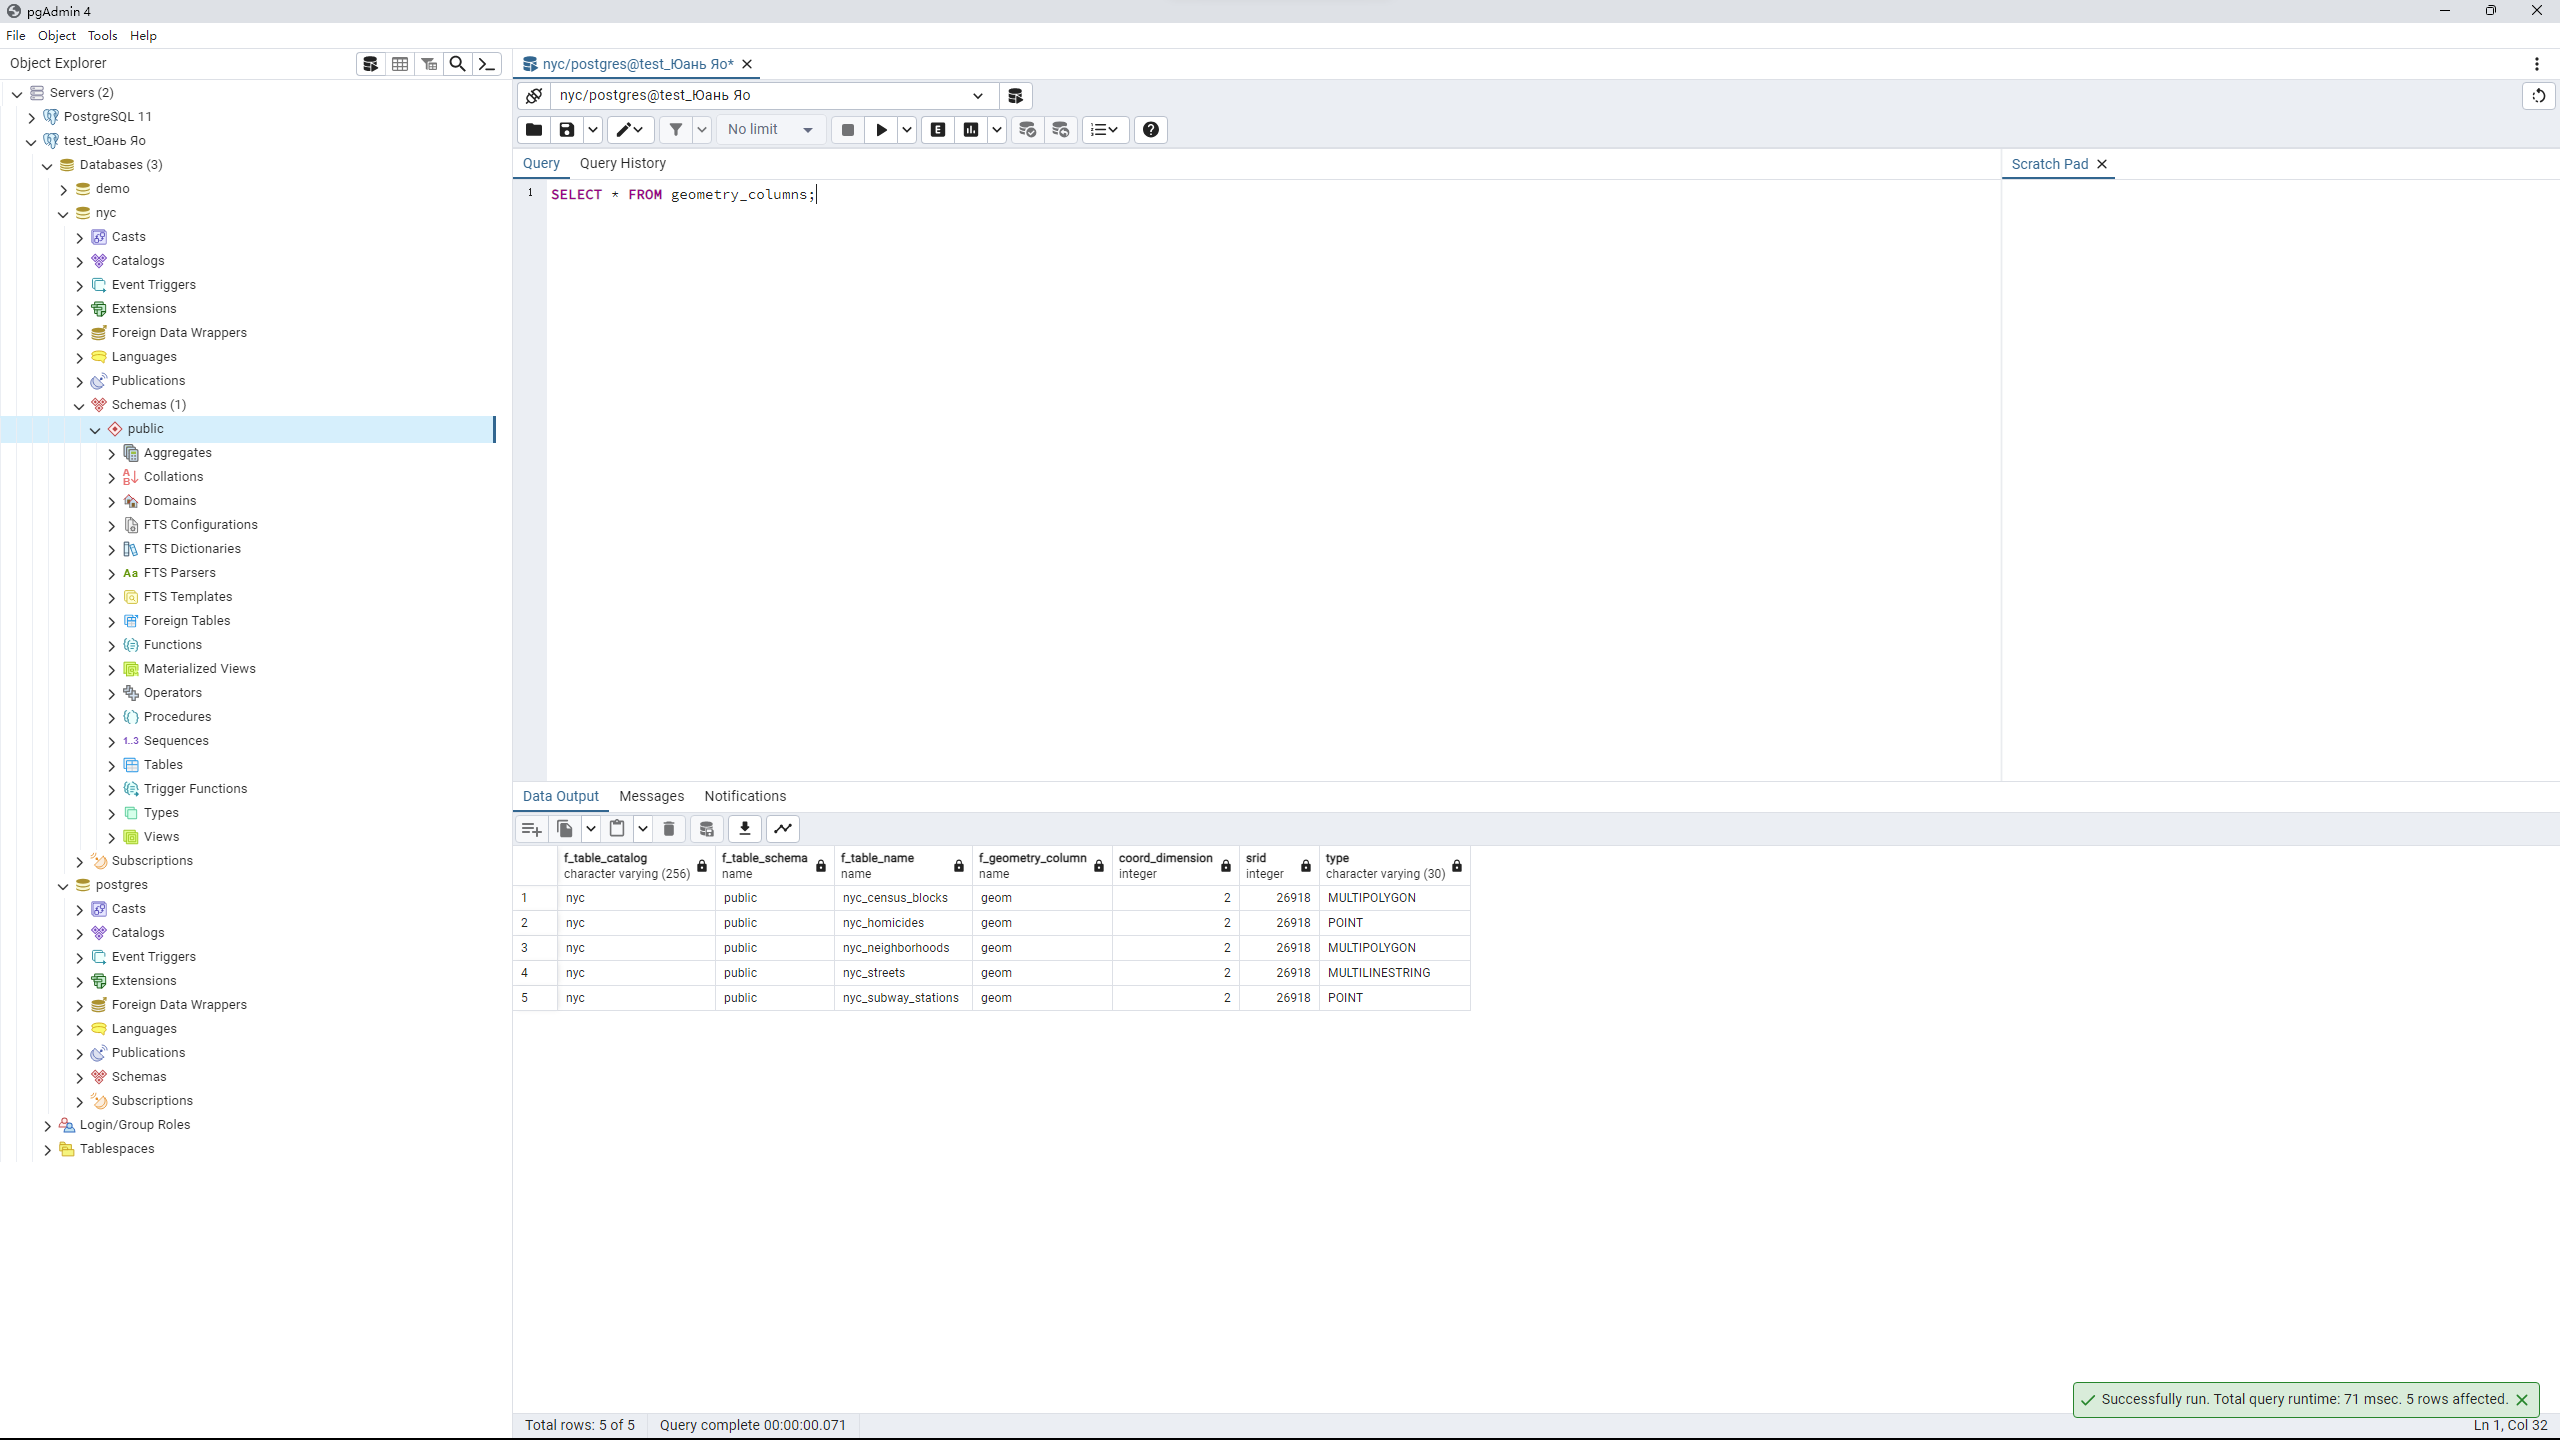 pgAdmin 4
File Object Tools Help
Object Explorer
Servers (2)
PostgreSQL 11
test_Юань Яо
Databases (3)
demo
nyc
Casts
Catalogs
Event Triggers
Extensions
Foreign Data Wrappers
Languages
Publications
Schemas (1)
public
Aggregates
Collations
Domains
FTS Configurations
FTS Dictionaries
Aa FTS Parsers
FTS Templates
Foreign Tables
Functions
Materialized Views
Operators
Procedures
1..3 Sequences
Tables
Trigger Functions
Types
Views
Subscriptions
postgres
Casts
Catalogs
Event Triggers
Extensions
Foreign Data Wrappers
Languages
Publications
Schemas
Subscriptions
Login/Group Roles
Tablespaces
nyc/postgres@test_Юань Яо*
nyc/postgres@test_Юань Яо
No limit E
Query Query History
1 SELECT * FROM geometry_columns;
Scratch Pad
Data Output Messages Notifications
f_table_catalog f_table_schema f_table_name f_geometry_column coord_dimension srid type
character varying (256) name name name integer integer character varying (30)
1 nyc public nyc_census_blocks geom 2 26918 MULTIPOLYGON
2 nyc public nyc_homicides geom 2 26918 POINT
3 nyc public nyc_neighborhoods geom 2 26918 MULTIPOLYGON
4 nyc public nyc_streets geom 2 26918 MULTILINESTRING
5 nyc public nyc_subway_stations geom 2 26918 POINT
Successfully run. Total query runtime: 71 msec. 5 rows affected.
Total rows: 5 of 5 Query complete 00:00:00.071 Ln 1, Col 32